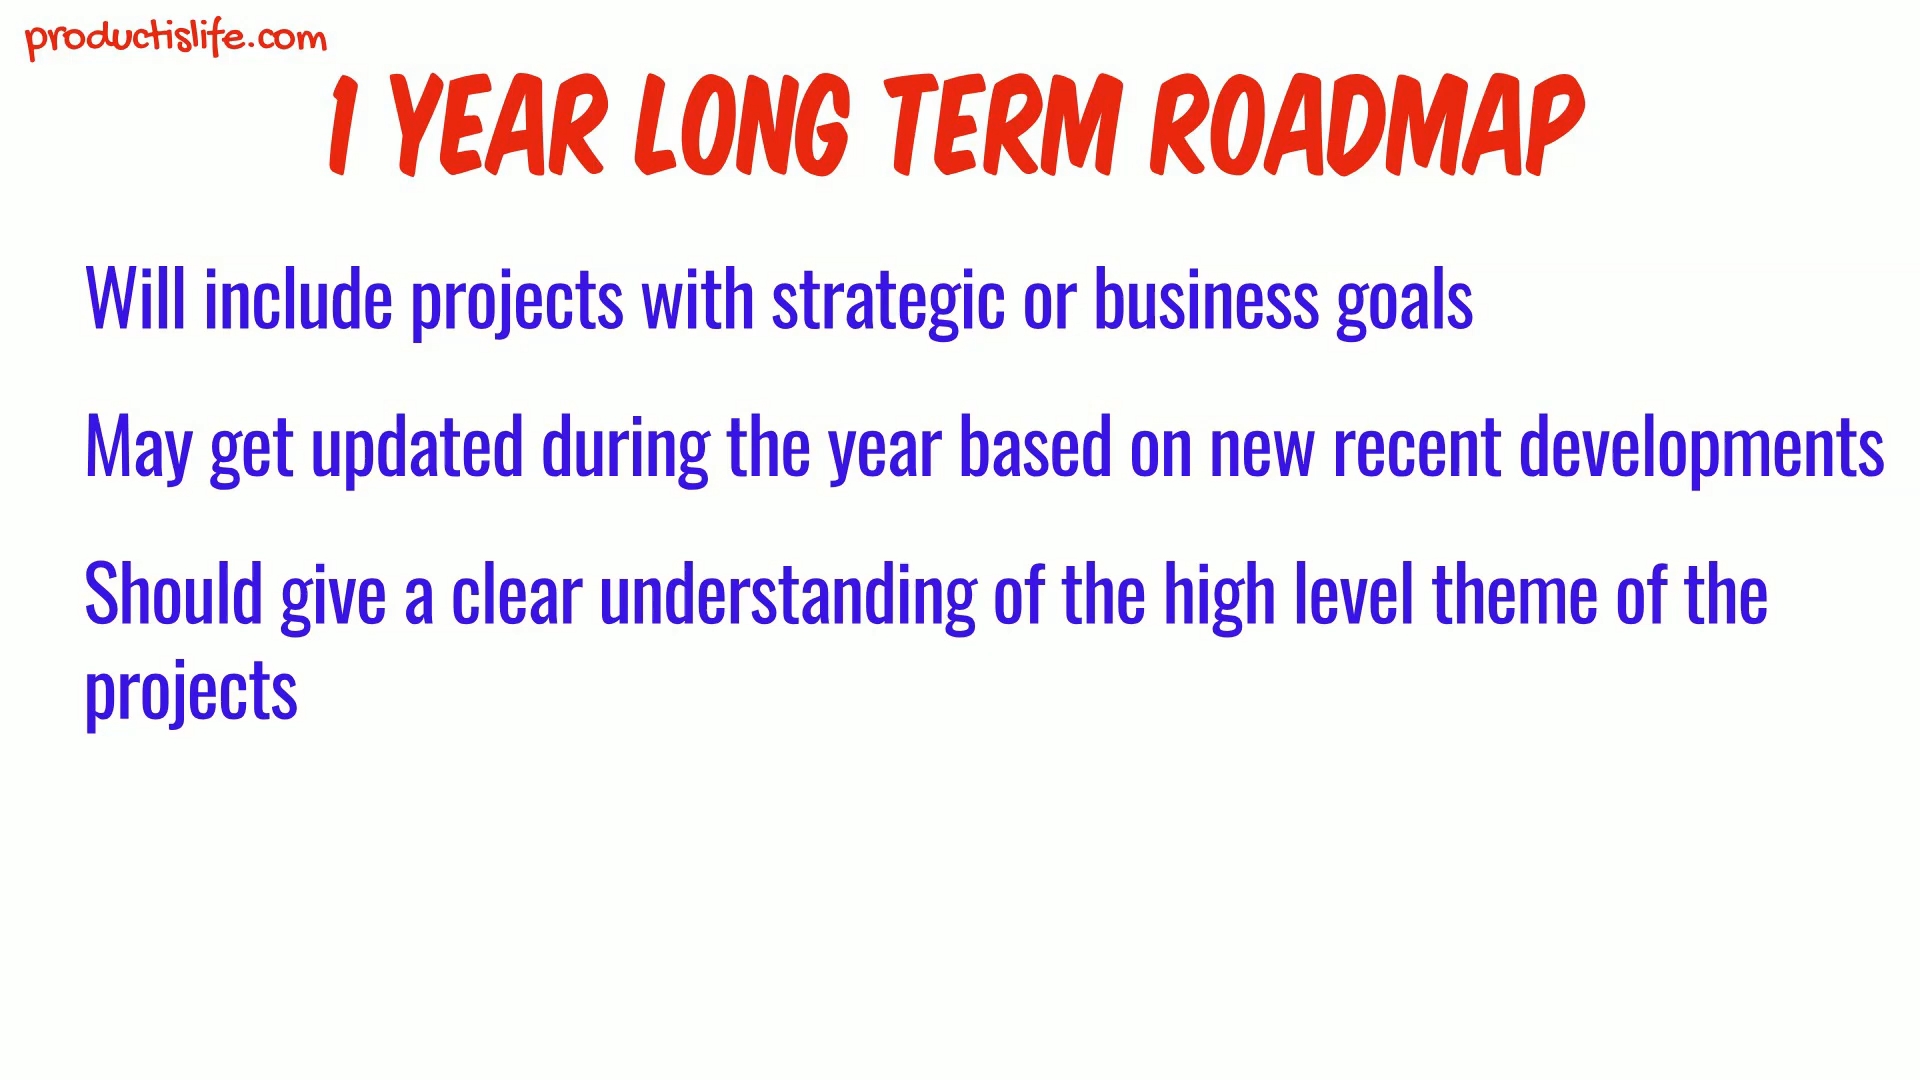 productislife.com
1 YEAR LONG TERM ROADMAP
Will include projects with strategic or business goals
May get updated during the year based on new recent developments
Should give a clear understanding of the high level theme of the
projects